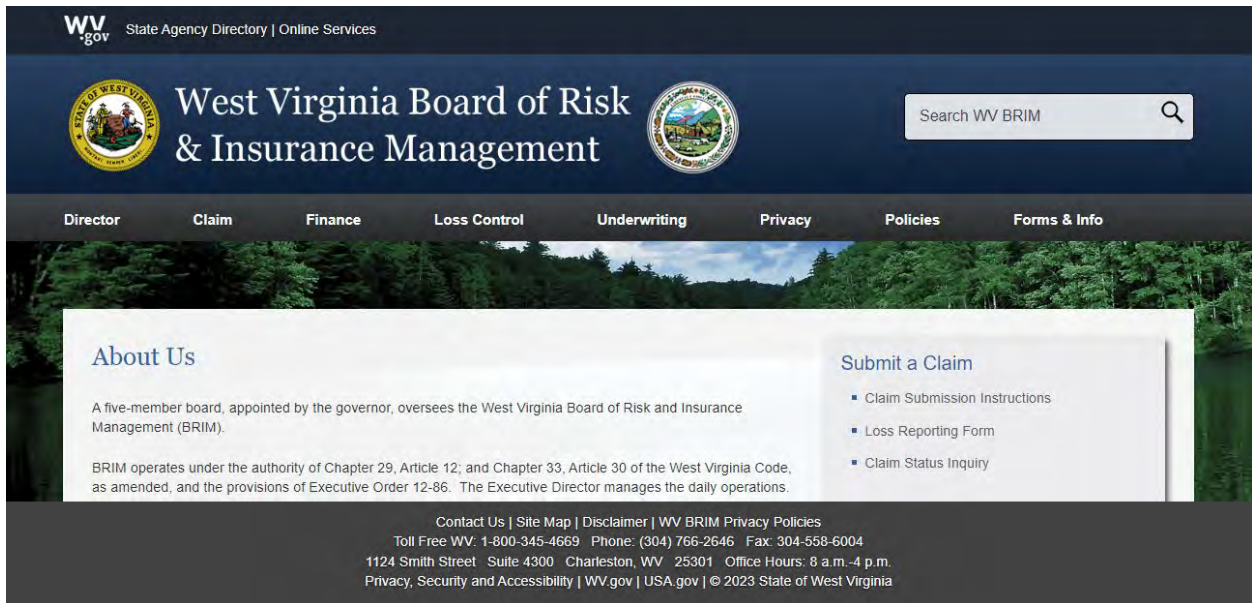 WV .gov State Agency Directory | Online Services
West Virginia Board of Risk
& Insurance Management
Search WV BRIM
Director Claim Finance Loss Control Underwriting Privacy Policies Forms & Info
About Us
A five-member board, appointed by the governor, oversees the West Virginia Board of Risk and Insurance
Management (BRIM).
BRIM operates under the authority of Chapter 29, Article 12; and Chapter 33, Article 30 of the West Virginia Code,
as amended, and the provisions of Executive Order 12-86. The Executive Director manages the daily operations.
Submit a Claim
Claim Submission Instructions
Loss Reporting Form
Claim Status Inquiry
Contact Us | Site Map | Disclaimer | WV BRIM Privacy Policies
Toll Free WV: 1-800-345-4669 Phone: (304) 766-2646 Fax: 304-558-6004
1124 Smith Street Suite 4300 Charleston, WV 25301 Office Hours: 8 a.m.-4 p.m.
Privacy, Security and Accessibility | WV.gov | USA.gov | © 2023 State of West Virginia